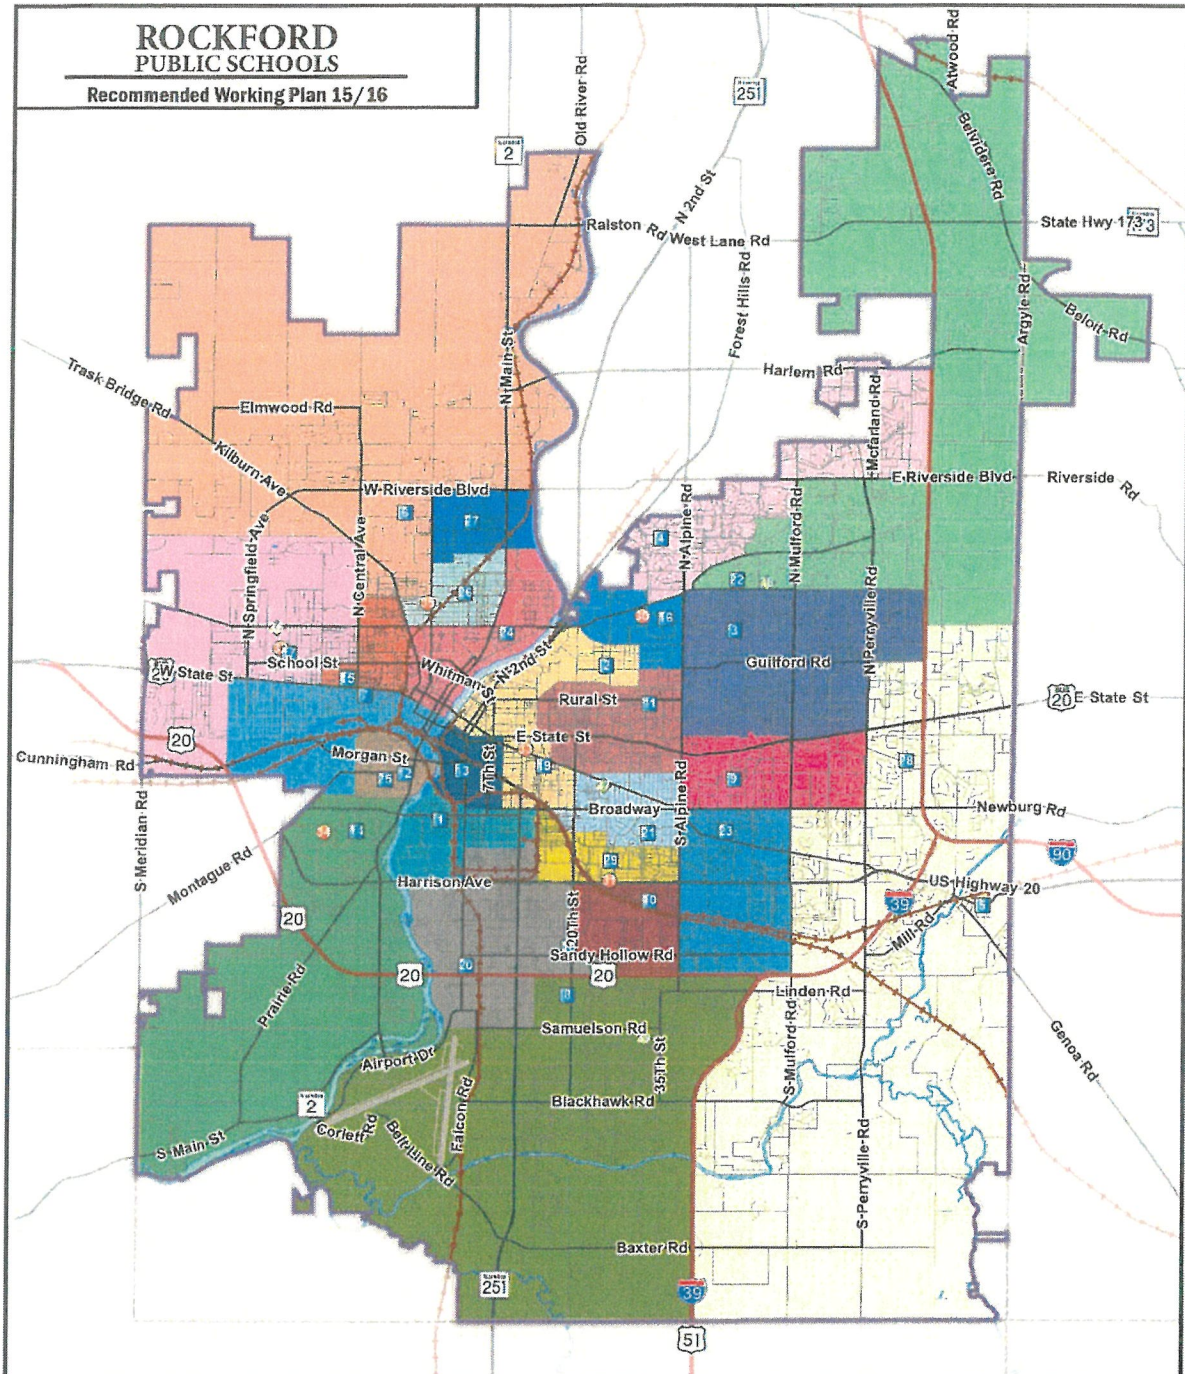 ROCKFORD
PUBLIC SCHOOLS
Recommended Working Plan 15/16
Atwood Rd
Old River Rd
251
2
Belvidere Rd
N 2nd St
Ralston Rd
West Lane Rd
State Hwy 173
Forest Hills Rd
Argyle Rd
Beloit Rd
N Main St
Harlem Rd
Trask Bridge Rd
Elmwood Rd
N Mcfarland Rd
Kilburn Ave
W Riverside Blvd
E Riverside Blvd
Riverside Rd
N Springfield Ave
N Central Ave
N Alpine Rd
N Mulford Rd
N Perryville Rd
School St
W State St
Whitman St
N 2nd St
Guilford Rd
Rural St
20
E State St
20
E State St
Cunningham Rd
Morgan St
7Th St
Broadway
S Alpine Rd
Newburg Rd
S Meridian Rd
90
Montague Rd
Harrison Ave
US Highway 20
39
20
20Th St
Mill Rd
Sandy Hollow Rd
20
20
Prairie Rd
Linden Rd
Samuelson Rd
S Mulford Rd
35Th St
Genoa Rd
Airport Dr
2
Blackhawk Rd
Corlett Rd
Falcon Rd
S Main St
Belt Line Rd
S Perryville Rd
Baxter Rd
251
39
51